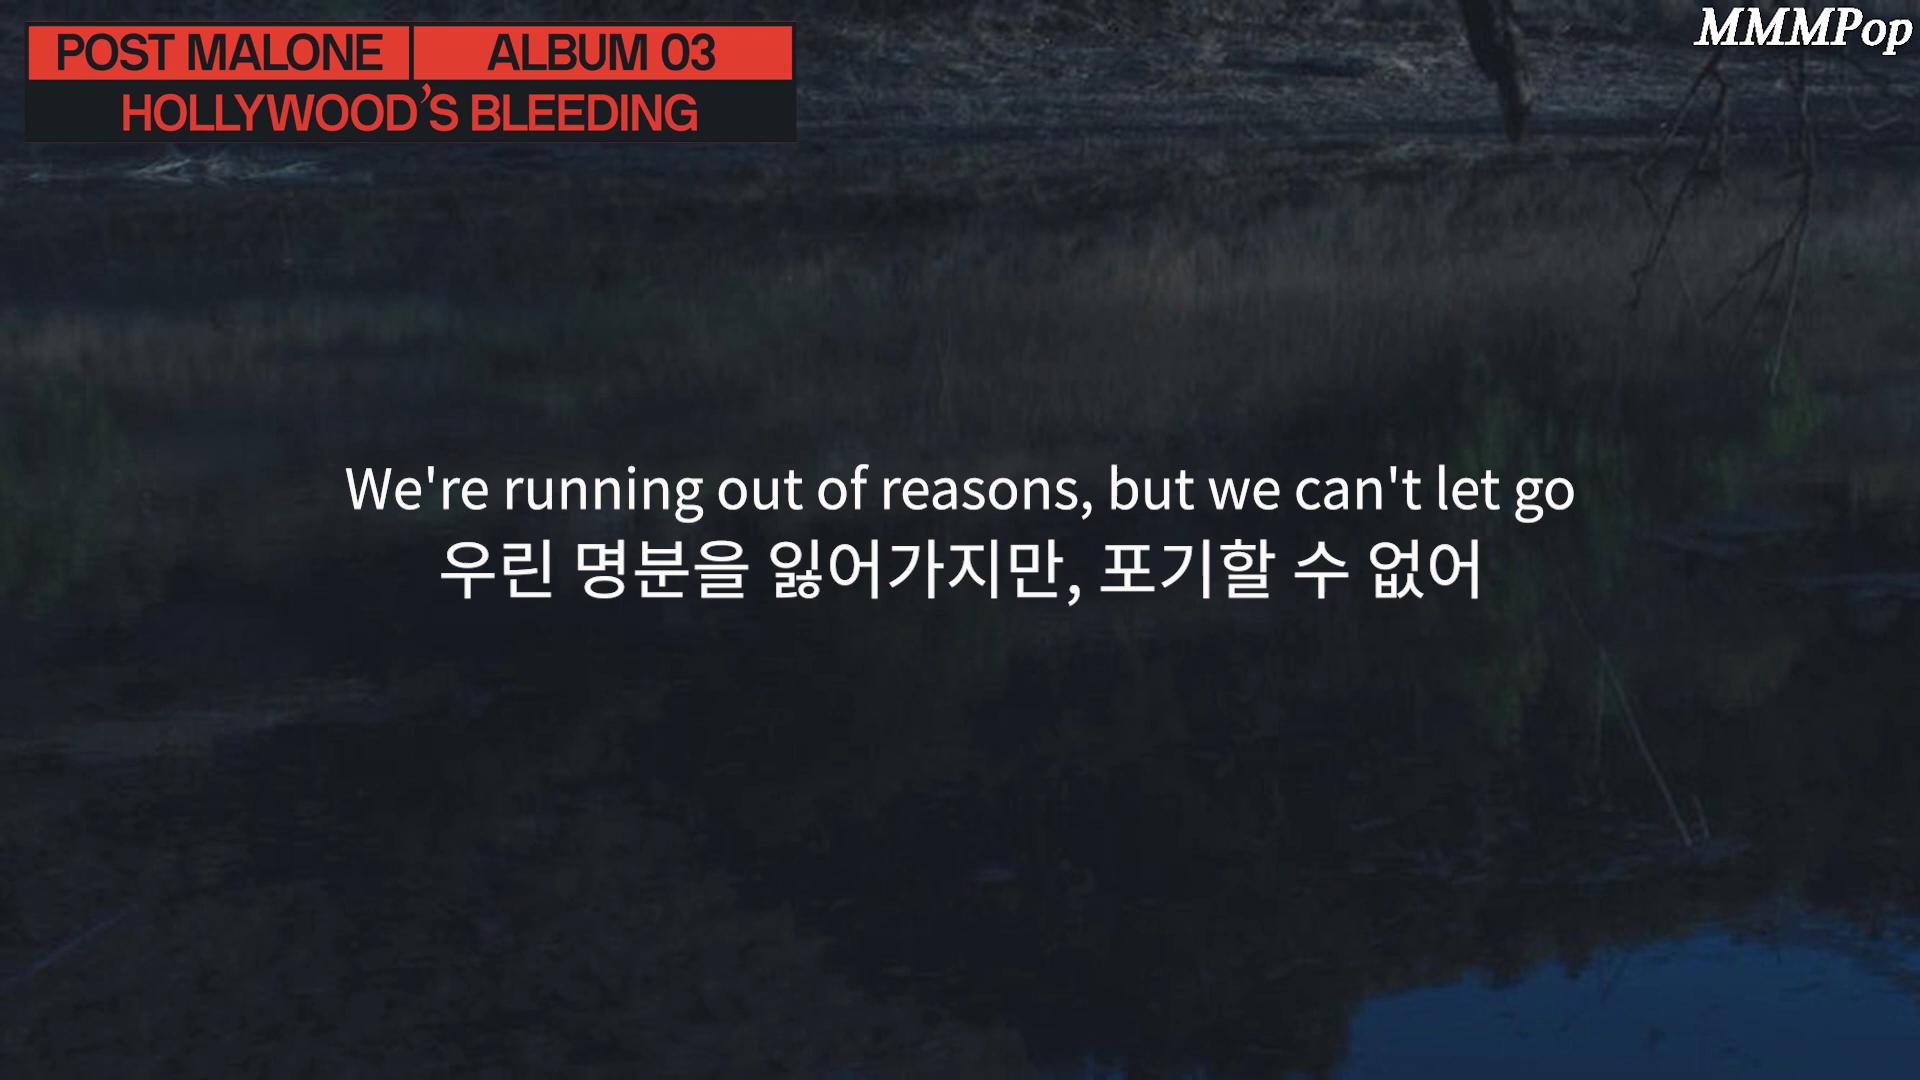 POST MALONE ALBUM 03
HOLLYWOOD'S BLEEDING
MMMPop
We're running out of reasons, but we can't let go
우린 명분을 잃어가지만, 포기할 수 없어